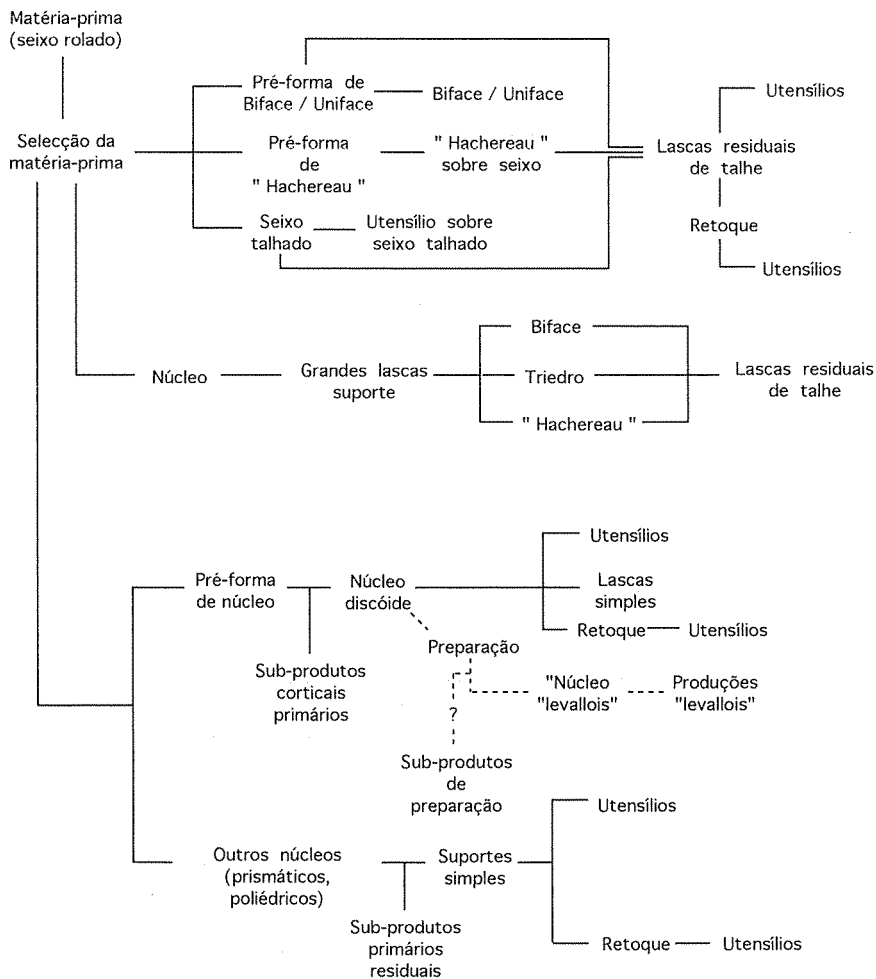 Matéria-prima
(seixo rolado)
Selecção da
matéria-prima
Pré-forma de
Biface / Uniface
Biface / Uniface
Pré-forma
de
" Hachereau "
" Hachereau "
sobre seixo
Seixo
talhado
Utensílio sobre
seixo talhado
Lascas residuais
de talhe
Utensílios
Retoque
Utensílios
Núcleo
Grandes lascas
suporte
Biface
Triedro
" Hachereau "
Lascas residuais
de talhe
Pré-forma
de núcleo
Núcleo
discóide
Utensílios
Lascas
simples
Retoque
Utensílios
Sub-produtos
corticais
primários
Preparação
?
Sub-produtos
de
preparação
"Núcleo
"levallois"
Produções
"levallois"
Outros núcleos
(prismáticos,
poliédricos)
Suportes
simples
Sub-produtos
primários
residuais
Utensílios
Retoque
Utensílios